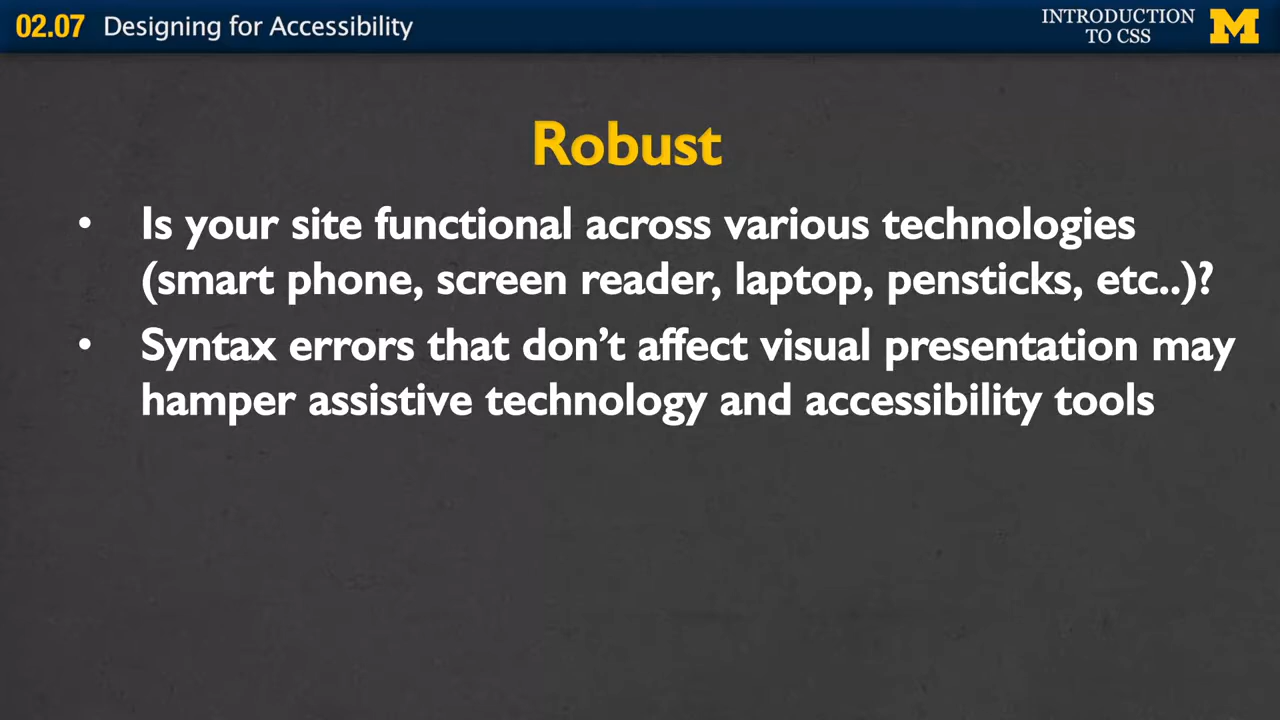 02.07 Designing for Accessibility
INTRODUCTION
TO CSS
M
Robust
• Is your site functional across various technologies
(smart phone, screen reader, laptop, pensticks, etc..)?
• Syntax errors that don’t affect visual presentation may
hamper assistive technology and accessibility tools